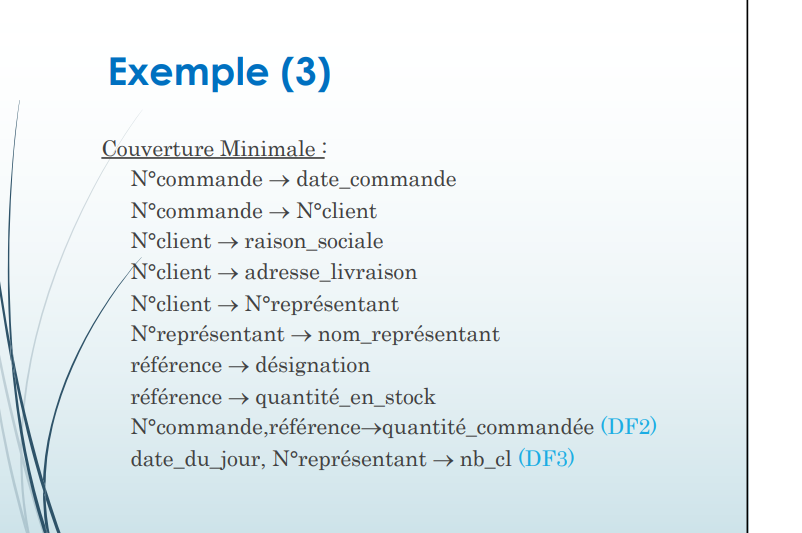 Exemple (3)
Couverture Minimale :
N°commande → date_commande
N°commande → N°client
N°client → raison_sociale
N°client → adresse_livraison
N°client → N°représentant
N°représentant → nom_représentant
référence → désignation
référence → quantité_en_stock
N°commande,référence→quantité_commandée (DF2)
date_du_jour, N°représentant → nb_cl (DF3)